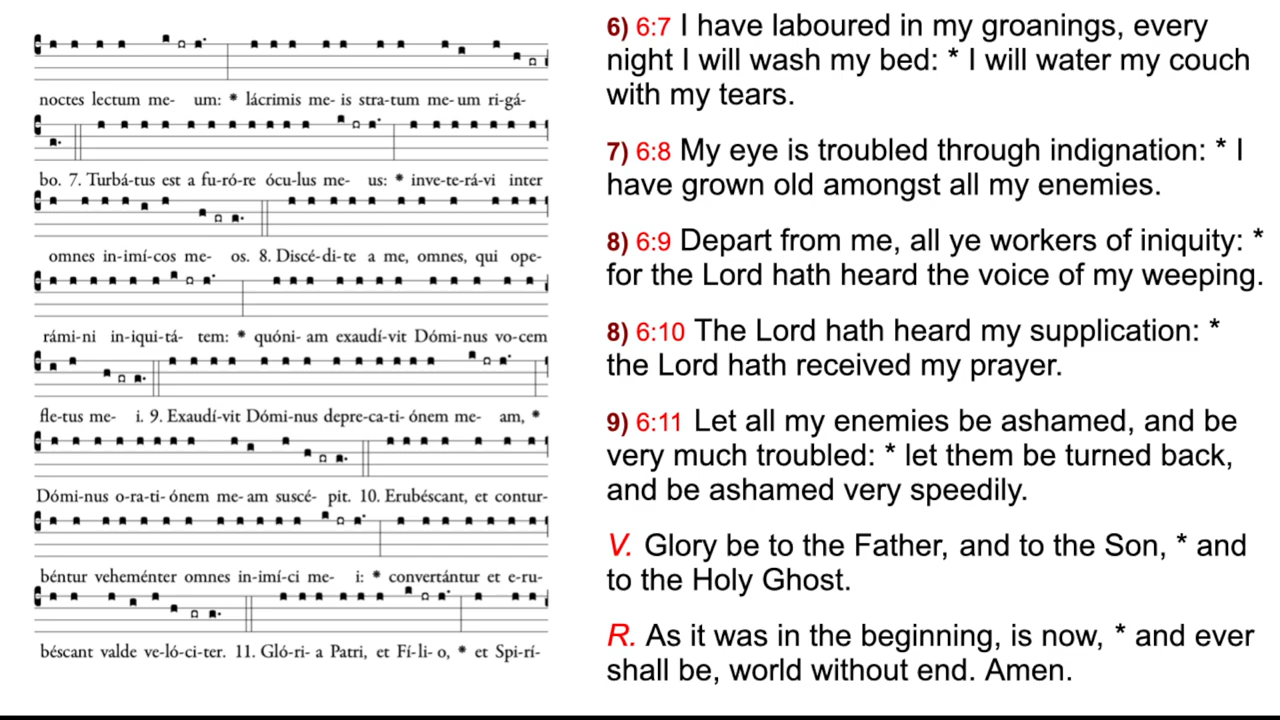 noctes lectum me- um: * lácrimis me- is stra-tum me- um ri-gá-
bo. 7. Turbá-tus est a fu-ró-re ócu-lus me- us: * inve-te-rá-vi inter
omnes in-imí-cos me- os. 8. Discé-di-te a me, omnes, qui ope-
rámi-ni in-iqui-tá- tem: * quóni- am exaudí-vit Dómi-nus vo-cem
fle-tus me- i. 9. Exaudí-vit Dómi-nus depre-ca-ti- ónem me- am, *
Dómi-nus o-ra-ti- ónem me- am suscé- pit. 10. Erubéscant, et contur-
béntur veheménter omnes in-imí-ci me- i: * convertántur et e-ru-
béscant valde ve-ló-ci-ter. 11. Gló-ri- a Patri, et Fí-li- o, * et Spi-rí-
6) 6:7 I have laboured in my groanings, every
night I will wash my bed: * I will water my couch
with my tears.
7) 6:8 My eye is troubled through indignation: * I
have grown old amongst all my enemies.
8) 6:9 Depart from me, all ye workers of iniquity: *
for the Lord hath heard the voice of my weeping.
8) 6:10 The Lord hath heard my supplication: *
the Lord hath received my prayer.
9) 6:11 Let all my enemies be ashamed, and be
very much troubled: * let them be turned back,
and be ashamed very speedily.
V. Glory be to the Father, and to the Son, * and
to the Holy Ghost.
R. As it was in the beginning, is now, * and ever
shall be, world without end. Amen.